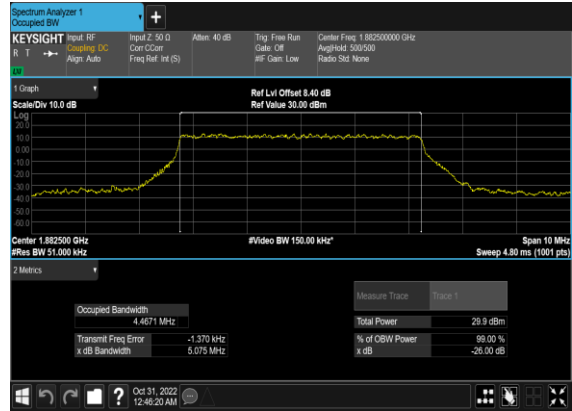 Spectrum Analyzer 1
Occupied BW
+
KEYSIGHT Input: RF Input Z: 50 Ω Atten: 40 dB Trig: Free Run Center Freq: 1.882500000 GHz
R T Coupling: DC Corr CCorr Gate: Off Avg|Hold: 500/500
Align: Auto Freq Ref: Int (S) #IF Gain: Low Radio Std: None
1 Graph
Ref Lvl Offset 8.40 dB
Scale/Div 10.0 dB Ref Value 30.00 dBm
Log
20.0
10.0
0.00
-10.0
-20.0
-30.0
-40.0
-50.0
-60.0
Center 1.882500 GHz #Video BW 150.00 kHz* Span 10 MHz
#Res BW 51.000 kHz Sweep 4.80 ms (1001 pts)
2 Metrics
Measure Trace Trace 1
Occupied Bandwidth
4.4671 MHz Total Power 29.9 dBm
Transmit Freq Error -1.370 kHz % of OBW Power 99.00 %
x dB Bandwidth 5.075 MHz x dB -26.00 dB
? Oct 31, 2022
12:46:20 AM